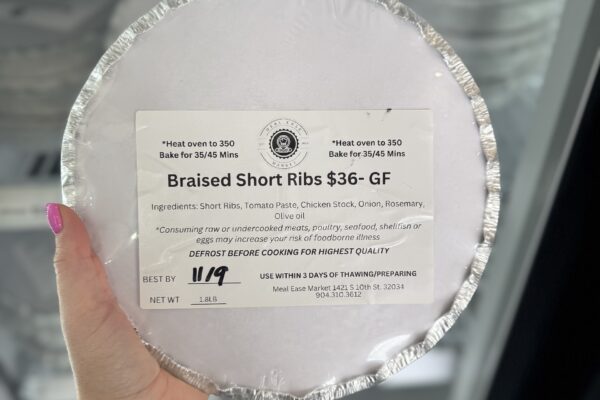 MEAL EASE
MARKET
*Heat oven to 350
Bake for 35/45 Mins
*Heat oven to 350
Bake for 35/45 Mins
Braised Short Ribs $36- GF
Ingredients: Short Ribs, Tomato Paste, Chicken Stock, Onion, Rosemary,
Olive oil
*Consuming raw or undercooked meats, poultry, seafood, shellfish or
eggs may increase your risk of foodborne illness
DEFROST BEFORE COOKING FOR HIGHEST QUALITY
BEST BY 11/9
USE WITHIN 3 DAYS OF THAWING/PREPARING
NET WT 1.8LB
Meal Ease Market 1421 S 10th St, 32034
904.310.3612